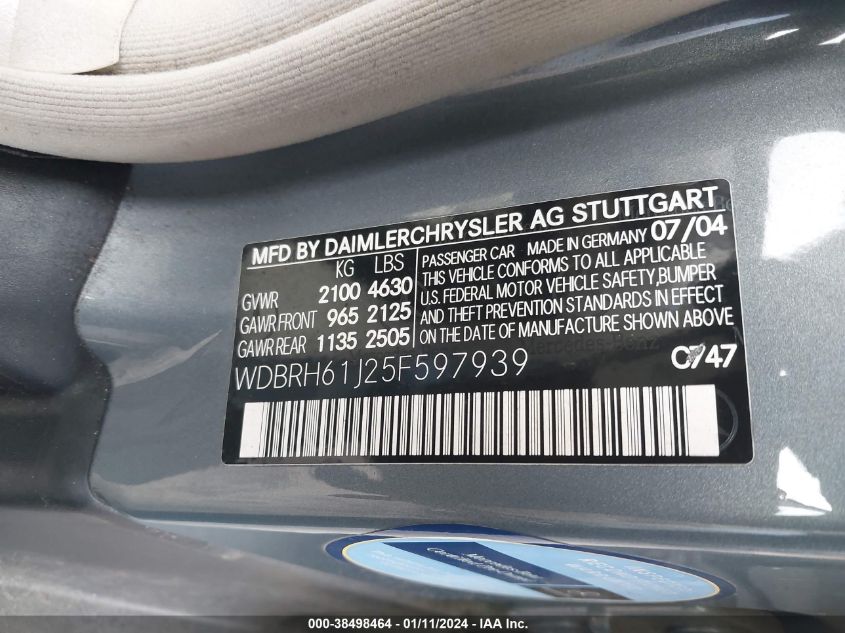 MFD BY DAIMLERCHRYSLER AG STUTTGART
KG LBS
GVWR 2100 4630
GAWR FRONT 965 2125
GAWR REAR 1135 2505
PASSENGER CAR MADE IN GERMANY 07/04
THIS VEHICLE CONFORMS TO ALL APPLICABLE
U.S. FEDERAL MOTOR VEHICLE SAFETY,BUMPER
AND THEFT PREVENTION STANDARDS IN EFFECT
ON THE DATE OF MANUFACTURE SHOWN ABOVE
Mercedes-Benz
WDBRH61J25F597939
C747
000-38498464 - 01/11/2024 - IAA Inc.